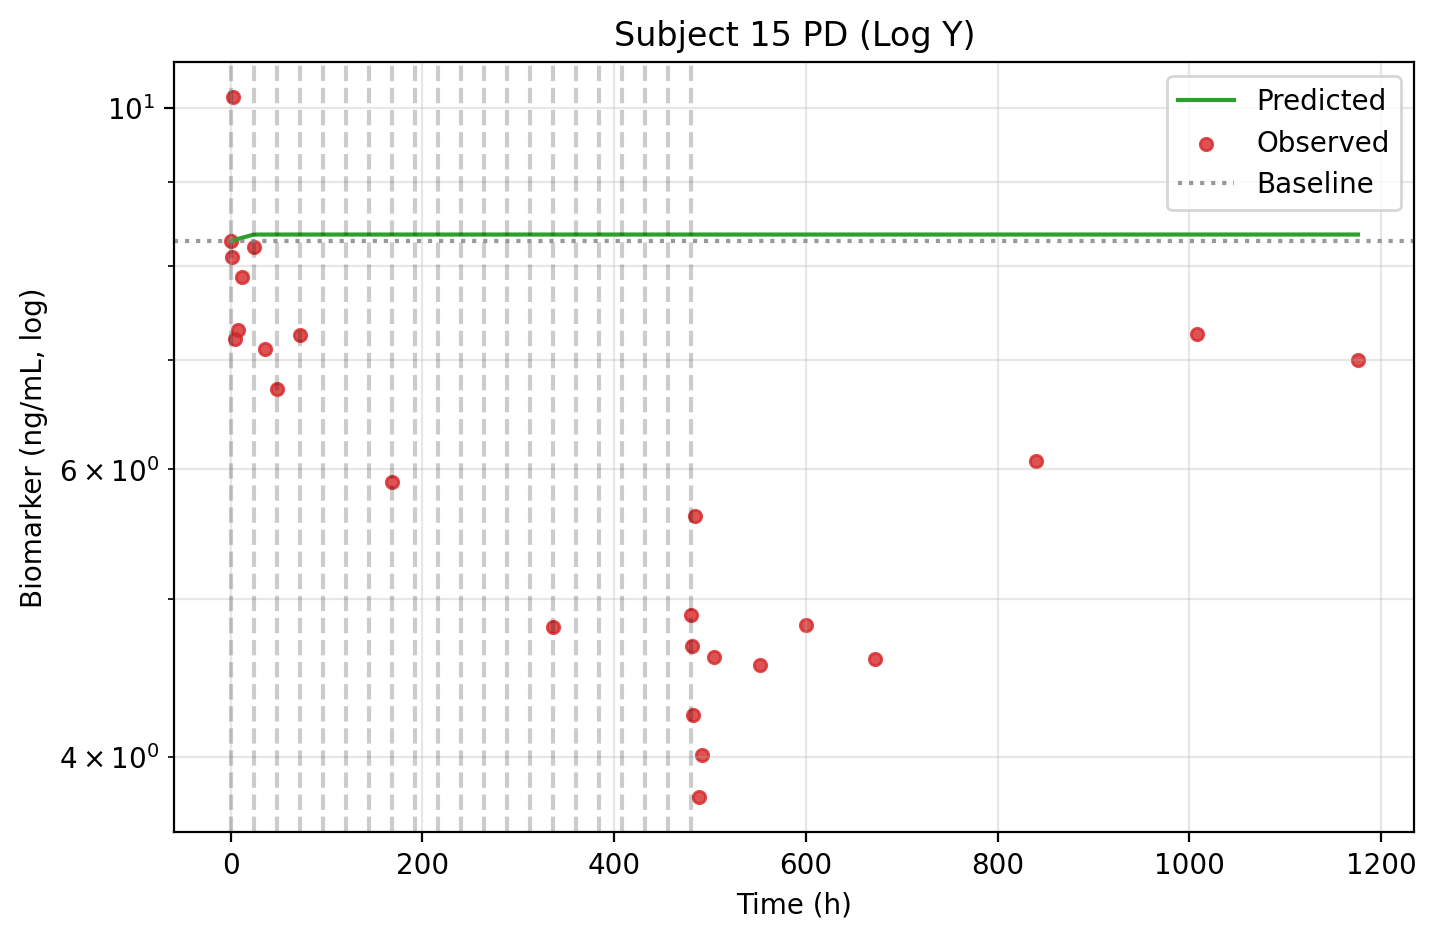 Subject 15 PD (Log Y)
Predicted
Observed
Baseline
Biomarker (ng/mL, log)
10¹
6 × 10⁰
4 × 10⁰
0 200 400 600 800 1000 1200
Time (h)